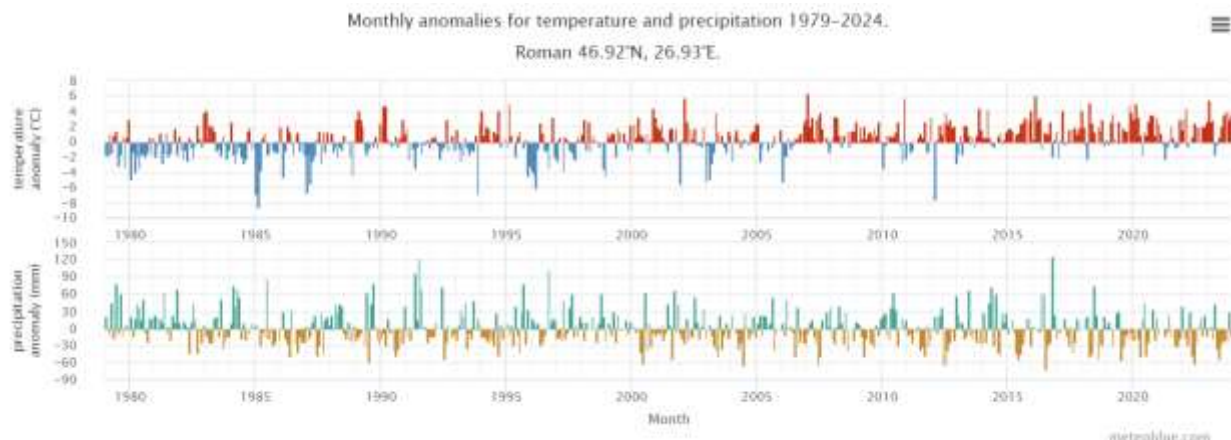 Monthly anomalies for temperature and precipitation 1979–2024.
Roman 46.92°N, 26.93°E.
temperature
anomaly (°C)
8
6
4
2
0
−2
−4
−6
−8
−10
1980 1985 1990 1995 2000 2005 2010 2015 2020
precipitation
anomaly (mm)
150
120
90
60
30
0
−30
−60
−90
1980 1985 1990 1995 2000 2005 2010 2015 2020
Month
meteoblue.com